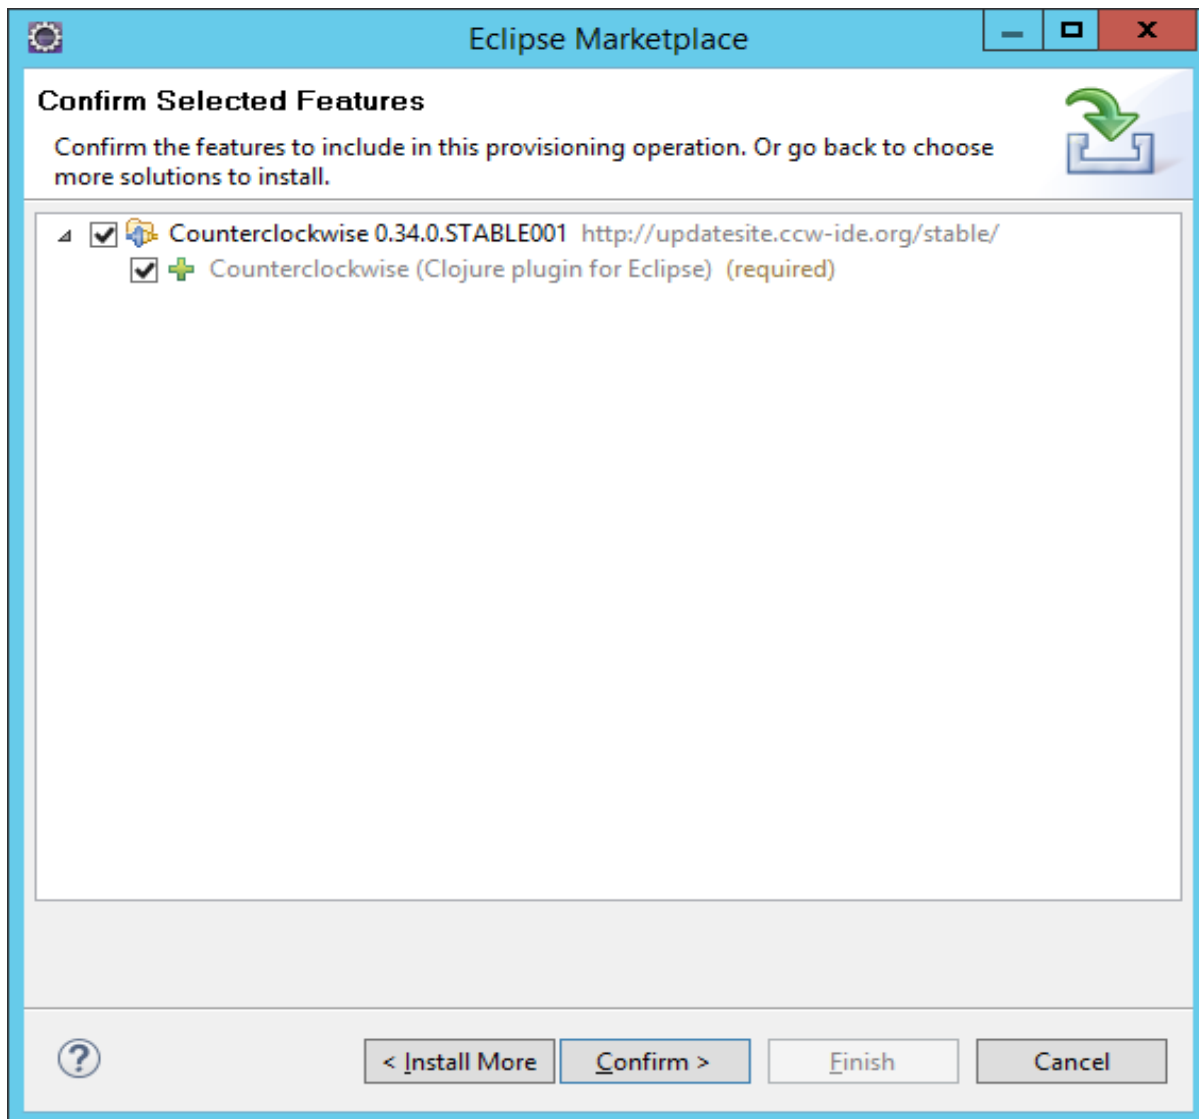 Eclipse Marketplace
Confirm Selected Features
Confirm the features to include in this provisioning operation. Or go back to choose
more solutions to install.
Counterclockwise 0.34.0.STABLE001 http://updatesite.ccw-ide.org/stable/
Counterclockwise (Clojure plugin for Eclipse) (required)
< Install More Confirm > Finish Cancel